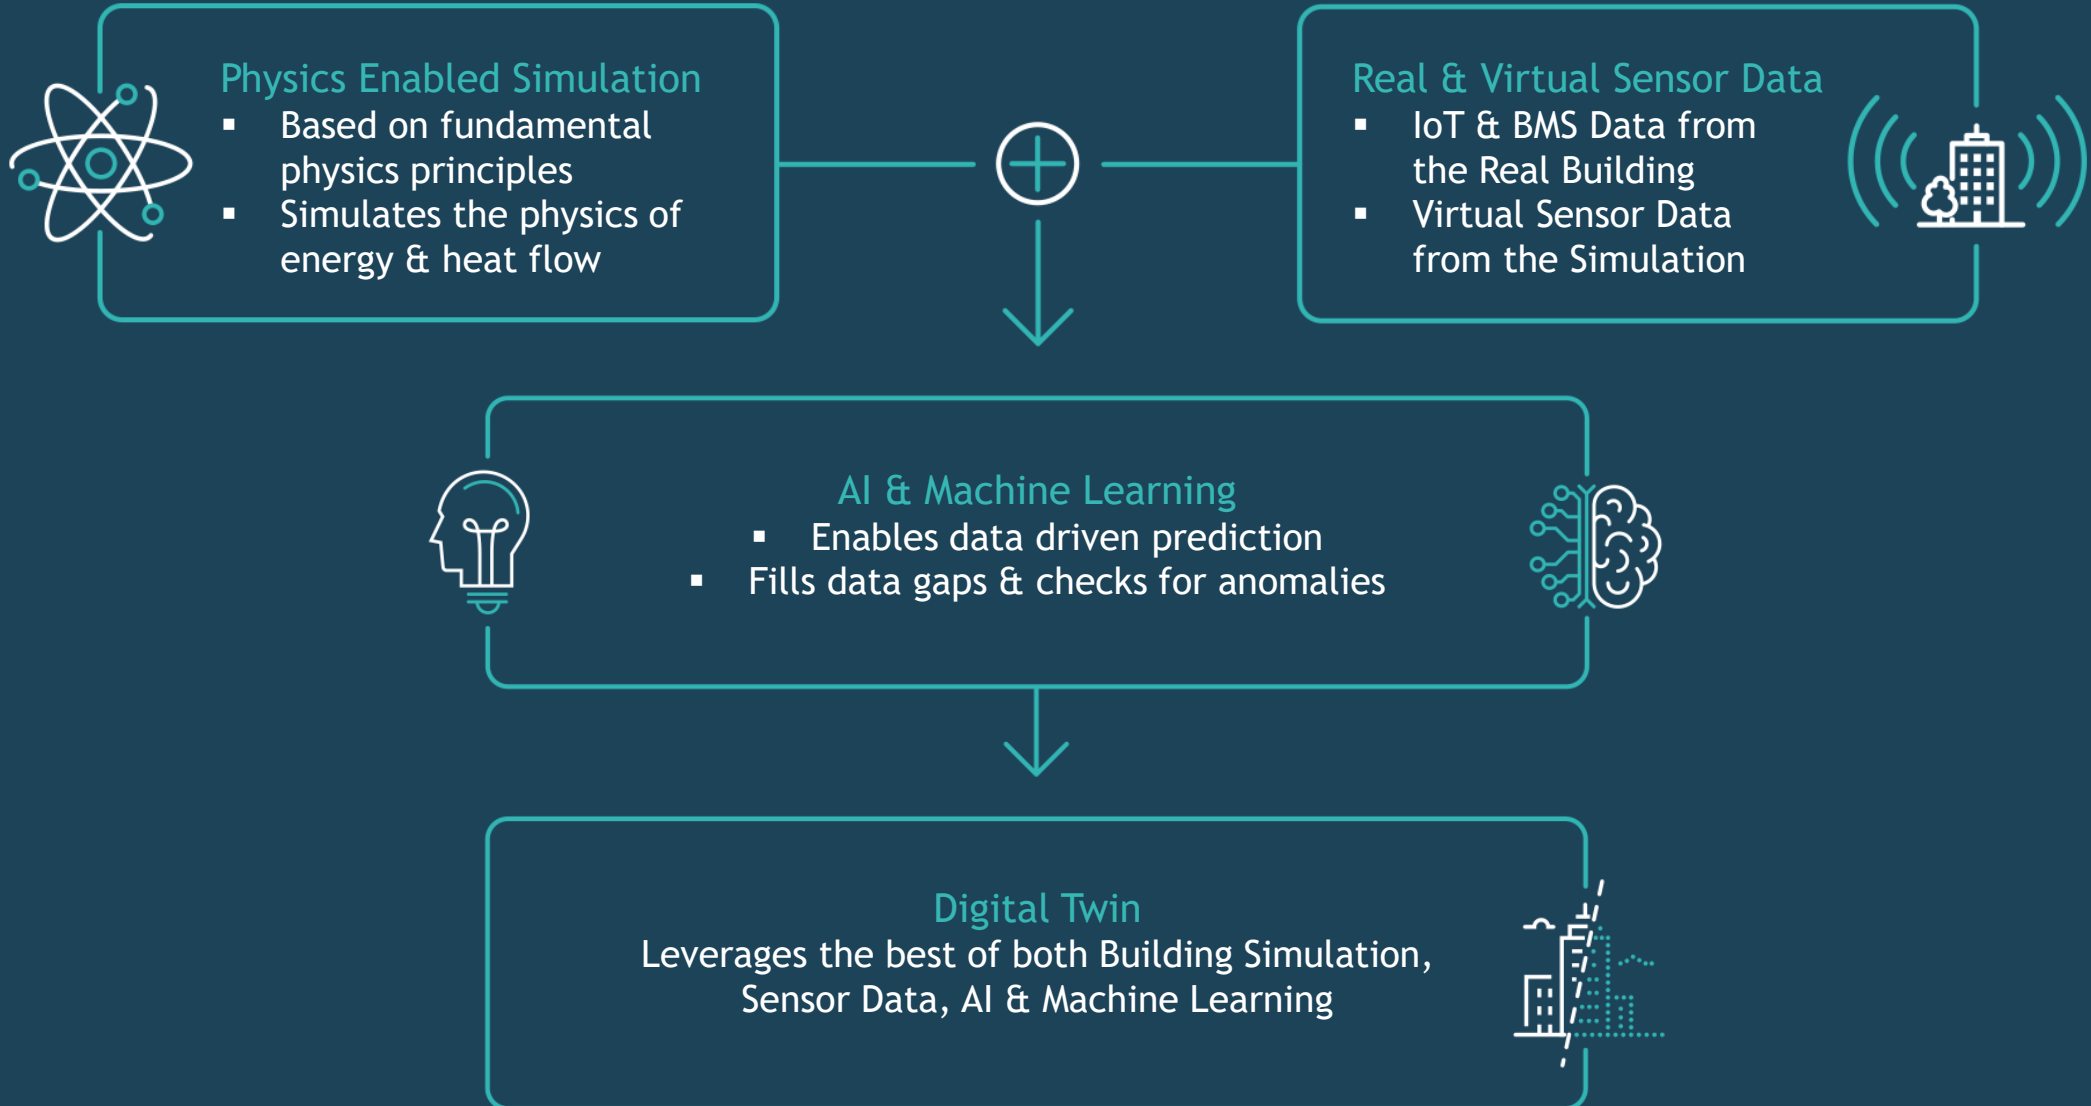 Physics Enabled Simulation
▪ Based on fundamental
physics principles
▪ Simulates the physics of
energy & heat flow
Real & Virtual Sensor Data
▪ IoT & BMS Data from
the Real Building
▪ Virtual Sensor Data
from the Simulation
AI & Machine Learning
▪ Enables data driven prediction
▪ Fills data gaps & checks for anomalies
Digital Twin
Leverages the best of both Building Simulation,
Sensor Data, AI & Machine Learning